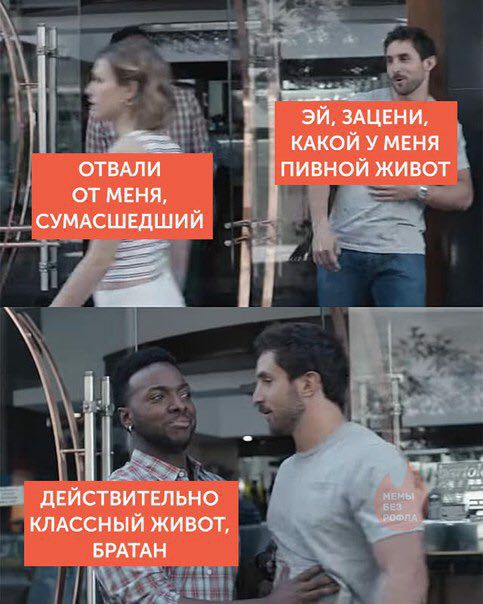 ЭЙ, ЗАЦЕНИ,
КАКОЙ У МЕНЯ
ПИВНОЙ ЖИВОТ
ОТВАЛИ
ОТ МЕНЯ,
СУМАСШЕДШИЙ
ДЕЙСТВИТЕЛЬНО
КЛАССНЫЙ ЖИВОТ,
БРАТАН
МЕМЫ
БЕЗ
РОФЛА